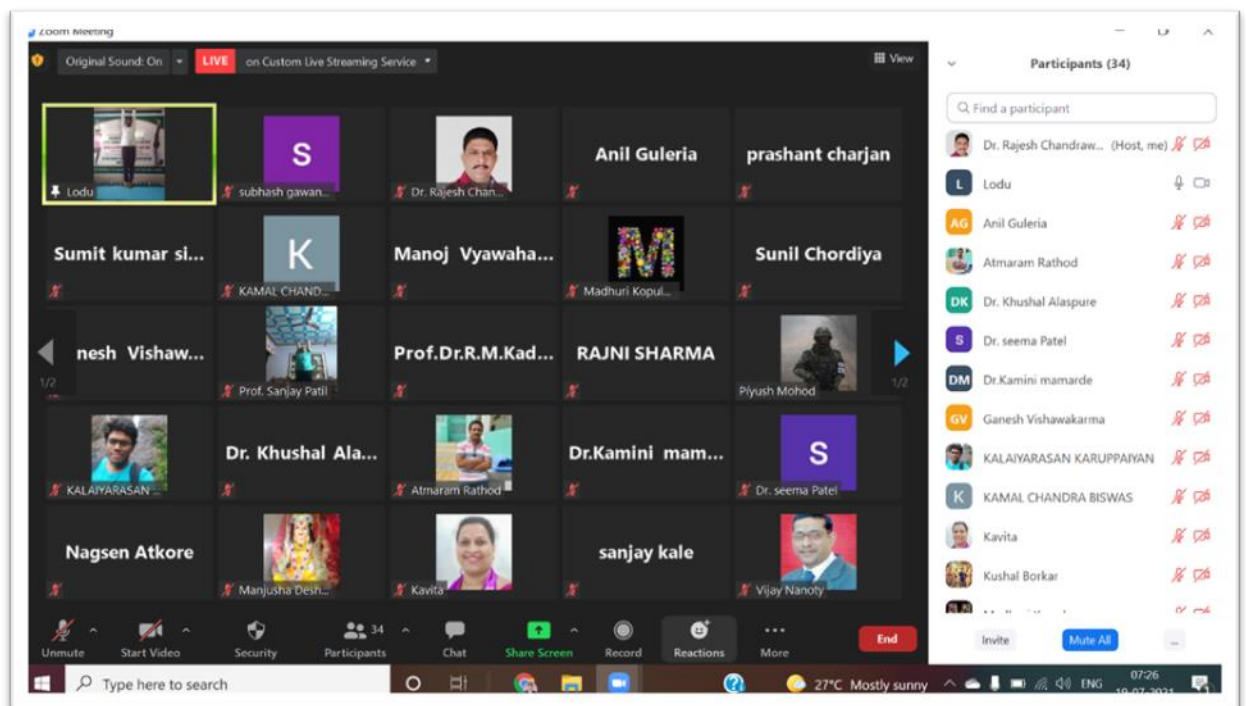 Zoom Meeting
Original Sound: On
LIVE on Custom Live Streaming Service
View
Lodu
S
subhash gawan...
Dr. Rajesh Chan...
Anil Guleria
prashant charjan
Sumit kumar si...
K
KAMAL CHAND...
Manoj Vyawaha...
M
Madhuri Kopul...
Sunil Chordiya
nesh Vishaw...
Prof. Sanjay Patil
Prof.Dr.R.M.Kad...
RAJNI SHARMA
Piyush Mohod
1/2
1/2
KALAIYARASAN ...
Dr. Khushal Ala...
Atmaram Rathod
Dr.Kamini mam...
S
Dr. seema Patel
Nagsen Atkore
Manjusha Desh...
Kavita
sanjay kale
Vijay Nanoty
Unmute
Start Video
Security
34
Participants
Chat
Share Screen
Record
Reactions
More
End
Participants (34)
Find a participant
Dr. Rajesh Chandraw... (Host, me)
L Lodu
AG Anil Guleria
Atmaram Rathod
DK Dr. Khushal Alaspure
S Dr. seema Patel
DM Dr.Kamini mamarde
GV Ganesh Vishawakarma
KALAIYARASAN KARUPPAIYAN
K KAMAL CHANDRA BISWAS
Kavita
Kushal Borkar
Invite
Mute All
...
Type here to search
27°C Mostly sunny
ENG
07:26
19-07-2021